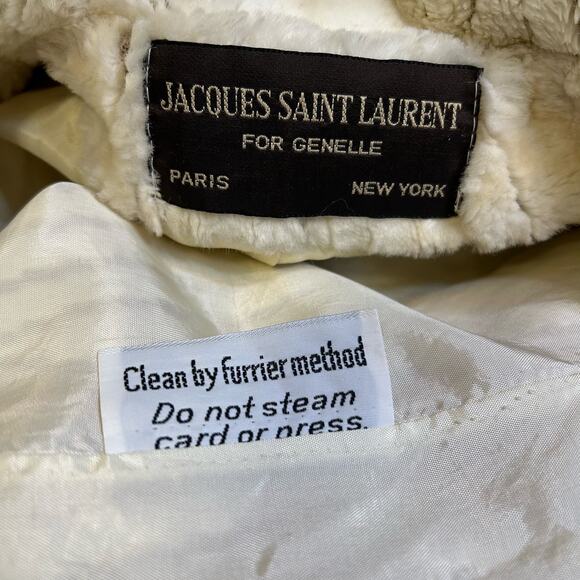 JACQUES SAINT LAURENT
FOR GENELLE
PARIS NEW YORK
Clean by furrier method
Do not steam
card or press.